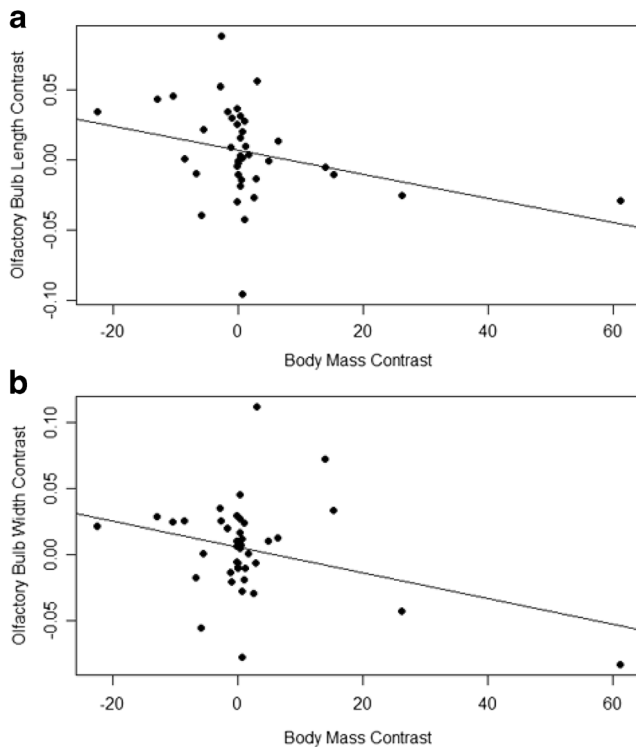 a
Olfactory Bulb Length Contrast
0.05
0.00
-0.05
-0.10
-20 0 20 40 60
Body Mass Contrast
b
Olfactory Bulb Width Contrast
0.10
0.05
0.00
-0.05
-20 0 20 40 60
Body Mass Contrast